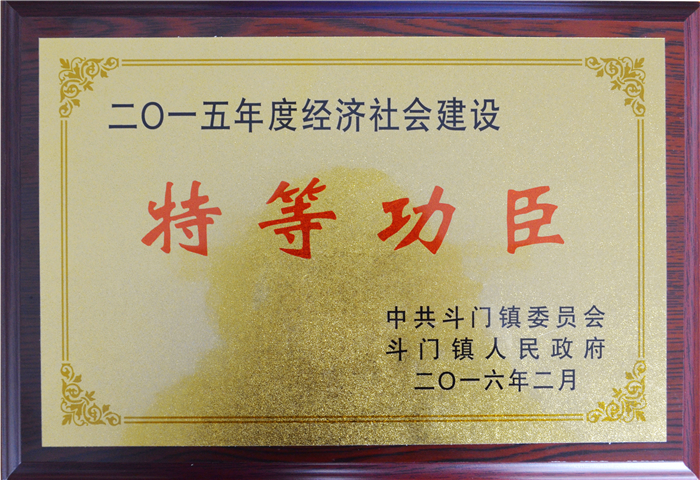 二〇一五年度经济社会建设
特等功臣
中共斗门镇委员会
斗门镇人民政府
二〇一六年二月